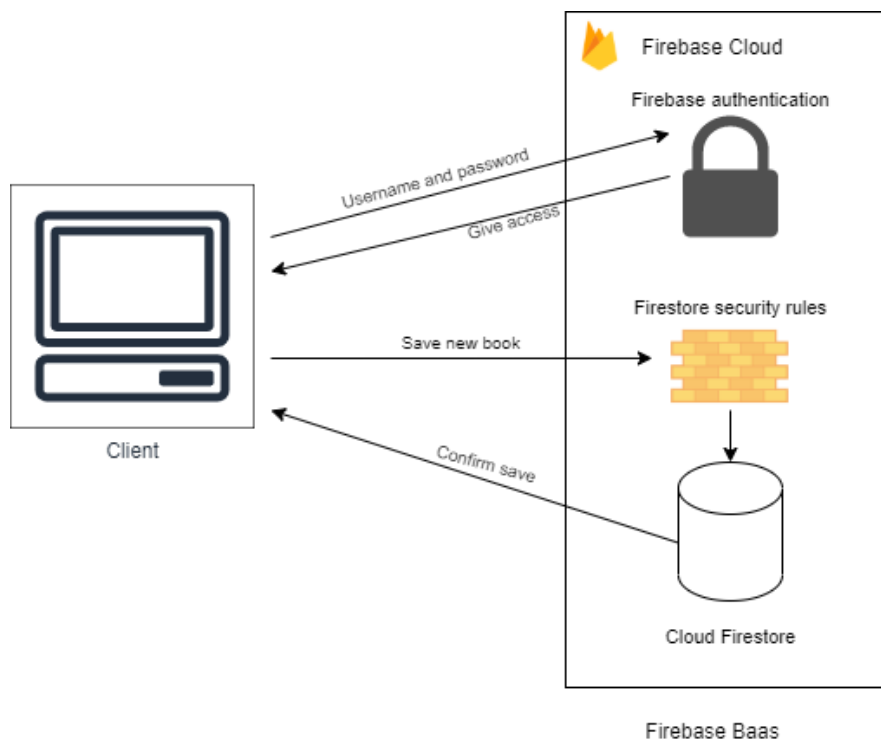 Firebase Cloud
Firebase authentication
Username and password
Give access
Firestore security rules
Save new book
Client
Confirm save
Cloud Firestore
Firebase Baas